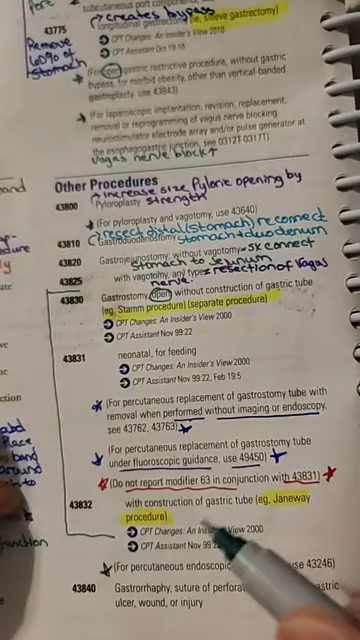 subcutaneous port compone
creates bypass
longitudinal gastrectomy (ie, sleeve gastrectomy)
43775
CPT Changes: An Insider's View 2010
CPT Assistant Oct 19:10
Remove
60% of
stomach
(For open gastric restrictive procedure, without gastric
bypass, for morbid obesity, other than vertical-banded
gastroplasty, use 43843)
(For laparoscopic implantation, revision, replacement,
removal or reprogramming of vagus nerve blocking
neurostimulator electrode array and/or pulse generator at
the esophagogastric junction, see 0312T-0317T)
vagas nerve block↑
Other Procedures
↑ increase size Pyloric opening by
43800 Pyloroplasty strength
(For pyloroplasty and vagotomy, use 43640)
resect distal (stomach) reconnect
43810 Gastroduodenostomy stomach + duodenum
43820 Gastrojejunostomy; without vagotomy - connect
stomach to Jejunum
43825 with vagotomy, any type = resection of vagas
nerve.
43830 Gastrostomy, open; without construction of gastric tube
(eg, Stamm procedure) (separate procedure)
CPT Changes: An Insider's View 2000
CPT Assistant Nov 99:22
43831 neonatal, for feeding
CPT Changes: An Insider's View 2000
CPT Assistant Nov 99:22, Feb 19:5
(For percutaneous replacement of gastrostomy tube with
removal when performed without imaging or endoscopy,
see 43762, 43763)
(For percutaneous replacement of gastrostomy tube
under fluoroscopic guidance, use 49450)
(Do not report modifier 63 in conjunction with 43831)
43832 with construction of gastric tube (eg, Janeway
procedure)
CPT Changes: An View 2000
CPT Assistant Nov 99:22
(For percutaneous endoscopic use 43246)
43840 Gastrorrhaphy, suture of perfora gastric
ulcer, wound, or injury